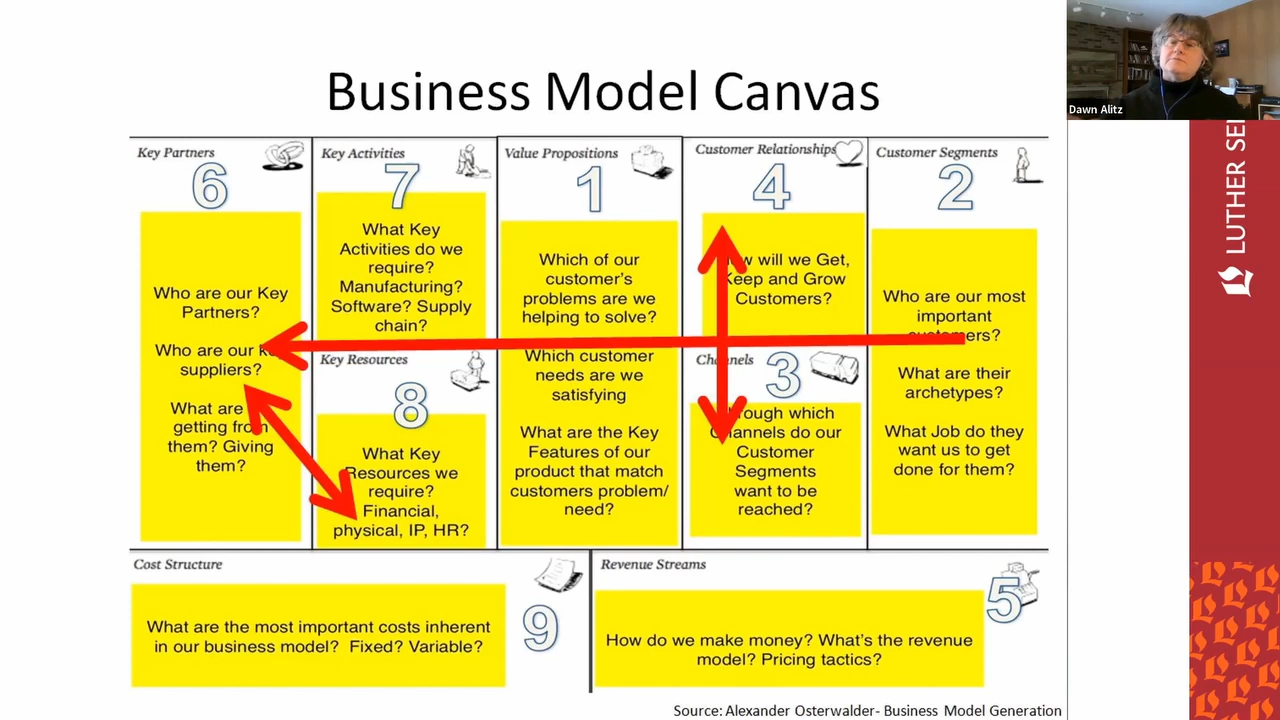 Business Model Canvas
Dawn Alitz
LUTHER
Key Partners
6
Who are our Key
Partners?
Who are our
suppliers?
What are
getting from
them? Giving
them?
Key Activities
7
What Key
Activities do we
require?
Manufacturing?
Software? Supply
chain?
Key Resources
8
What Key
Resources we
require?
Financial,
physical, IP, HR?
Value Propositions
1
Which of our
customer's
problems are we
helping to solve?
Which customer
needs are we
satisfying
What are the Key
Features of our
product that match
customers problem/
need?
Customer Relationships
4
How will we Get,
Keep and Grow
Customers?
Channels
3
Through which
Channels do our
Customer
Segments
want to be
reached?
Customer Segments
2
Who are our most
important
customers?
What are their
archetypes?
What Job do they
want us to get
done for them?
Cost Structure
9
What are the most important costs inherent
in our business model? Fixed? Variable?
Revenue Streams
5
How do we make money? What's the revenue
model? Pricing tactics?
Source: Alexander Osterwalder- Business Model Generation